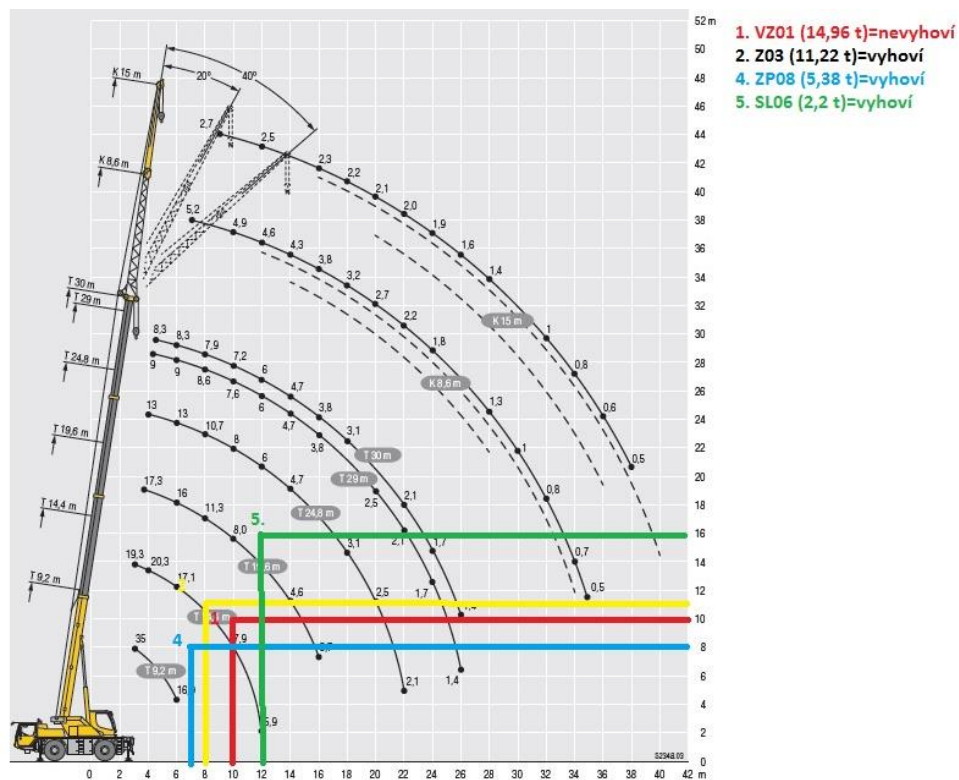 1. VZ01 (14,96 t)=nevyhoví
2. Z03 (11,22 t)=vyhoví
4. ZP08 (5,38 t)=vyhoví
5. SL06 (2,2 t)=vyhoví
52 m
50
48
46
44
42
40
38
36
34
32
30
28
26
24
22
20
18
16
14
12
10
8
6
4
2
0
K 15 m
20° 40°
K 8,6 m
T 30 m
T 29 m
T 24,8 m
T 19,6 m
T 14,4 m
T 9,2 m
2,7 2,5 2,3 2,2 2,1 2,0 1,9 1,6 1,4 1 0,8 0,6 0,5
K 15 m
5,2 4,9 4,6 4,3 3,8 3,2 2,7 2,2 1,8 1,3 1 0,8 0,7 0,5
K 8,6 m
8,3 8,3 7,9 7,2 6 4,7 3,8 3,1 2,1 1,7
T 30 m
9 9 8,6 7,6 6 4,7 3,8 2,5 2,1 1,7 1,4
T 29 m
13 13 10,7 8 6 4,7 3,1 2,5 2,1
T 24,8 m
17,3 16 11,3 8,0 4,6
19,3 20,3 17,1 7,9 5,9
35
T 9,2 m
5.
4
S2348.03
0 2 4 6 8 10 12 14 16 18 20 22 24 26 28 30 32 34 36 38 40 42 m